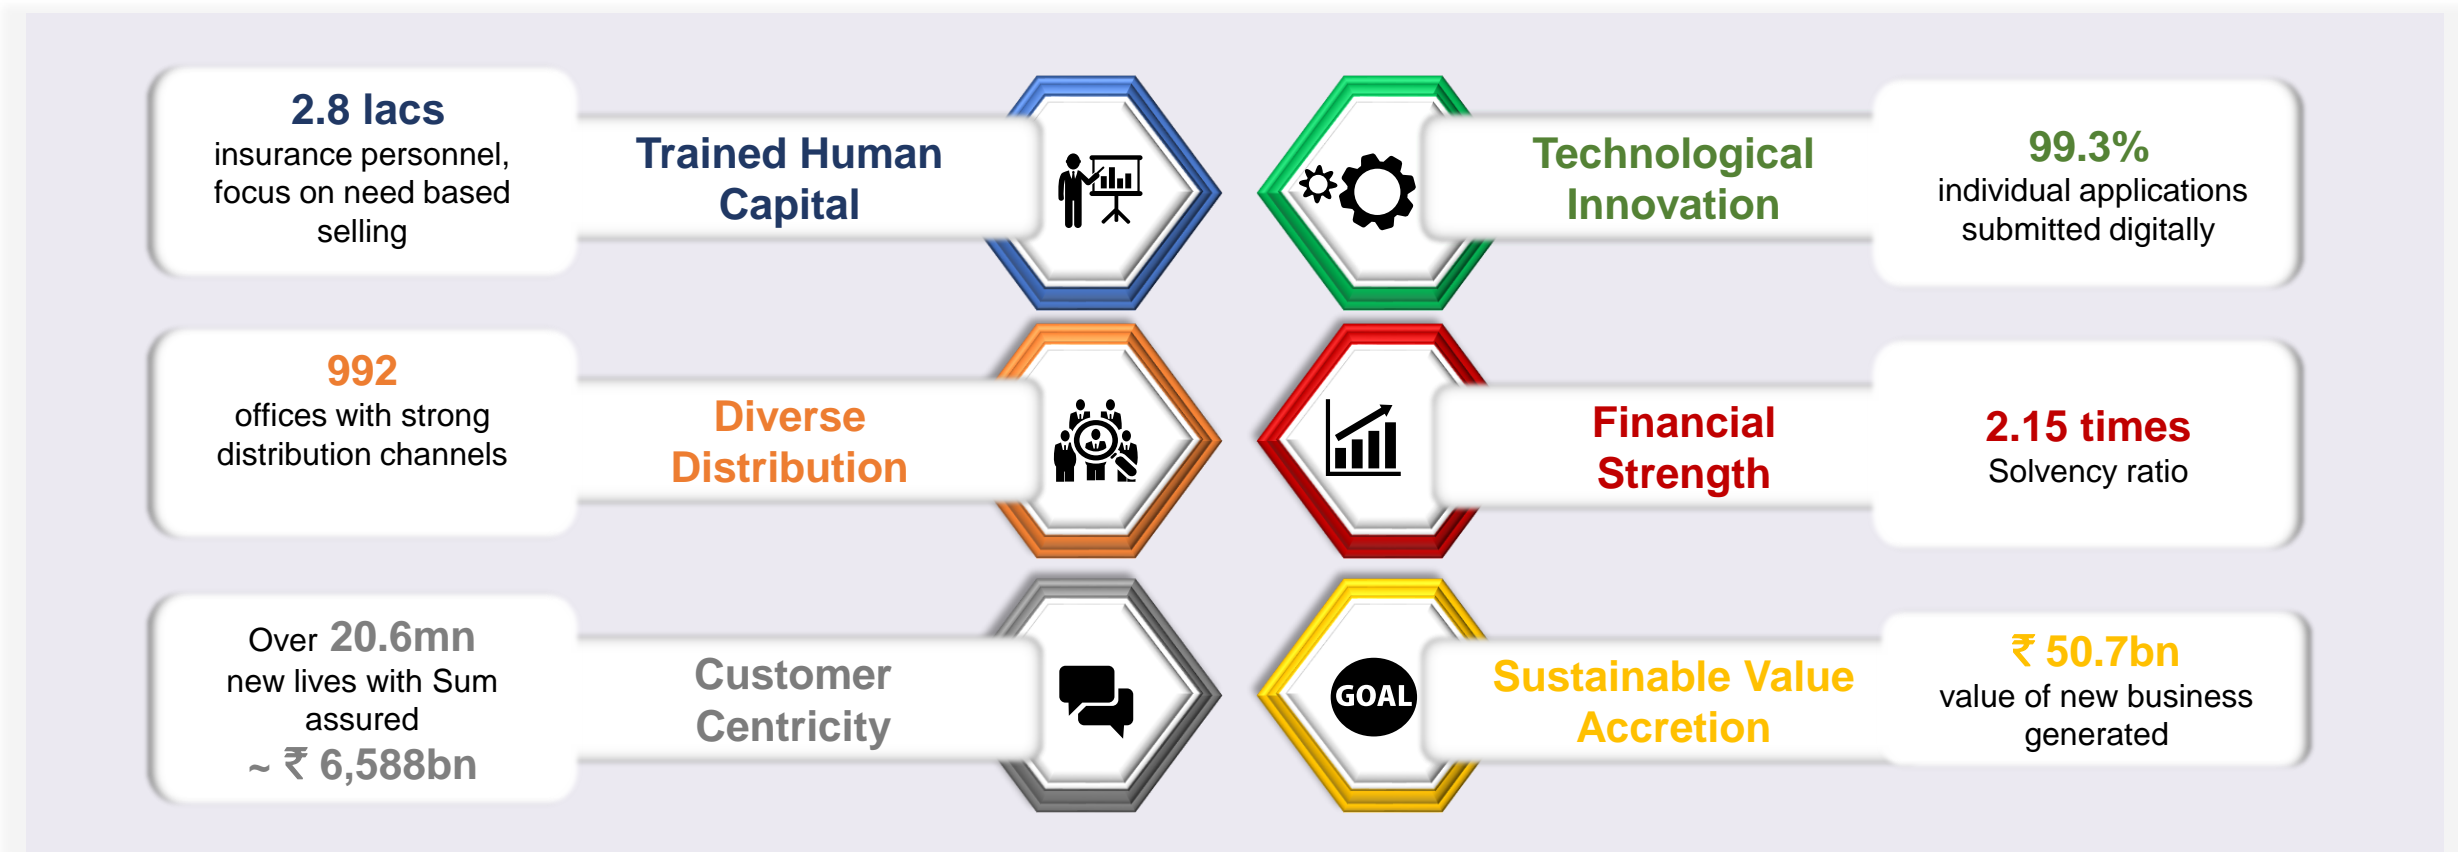 2.8 lacs
insurance personnel,
focus on need based
selling
Trained Human
Capital
Technological
Innovation
99.3%
individual applications
submitted digitally
992
offices with strong
distribution channels
Diverse
Distribution
Financial
Strength
2.15 times
Solvency ratio
Over 20.6mn
new lives with Sum
assured
~ ₹ 6,588bn
Customer
Centricity
GOAL
Sustainable Value
Accretion
₹ 50.7bn
value of new business
generated